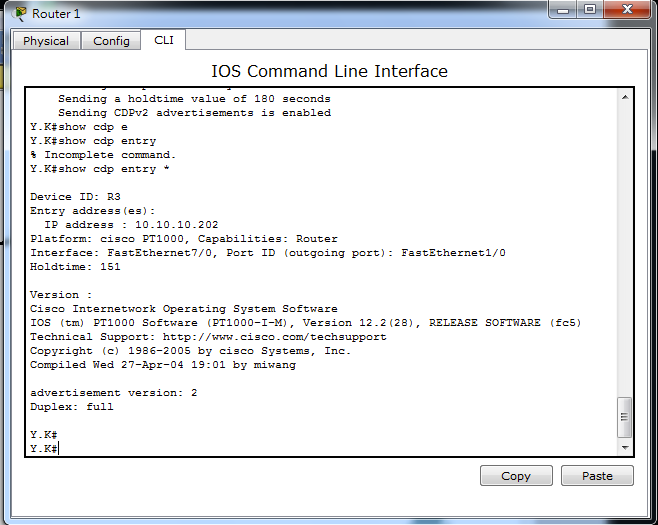 Router 1
Physical Config CLI
IOS Command Line Interface
Sending a holdtime value of 180 seconds
Sending CDPv2 advertisements is enabled
Y.K#show cdp e
Y.K#show cdp entry
% Incomplete command.
Y.K#show cdp entry *
Device ID: R3
Entry address(es):
IP address : 10.10.10.202
Platform: cisco PT1000, Capabilities: Router
Interface: FastEthernet7/0, Port ID (outgoing port): FastEthernet1/0
Holdtime: 151
Version :
Cisco Internetwork Operating System Software
IOS (tm) PT1000 Software (PT1000-I-M), Version 12.2(28), RELEASE SOFTWARE (fc5)
Technical Support: http://www.cisco.com/techsupport
Copyright (c) 1986-2005 by cisco Systems, Inc.
Compiled Wed 27-Apr-04 19:01 by miwang
advertisement version: 2
Duplex: full
Y.K#
Y.K#
Copy Paste